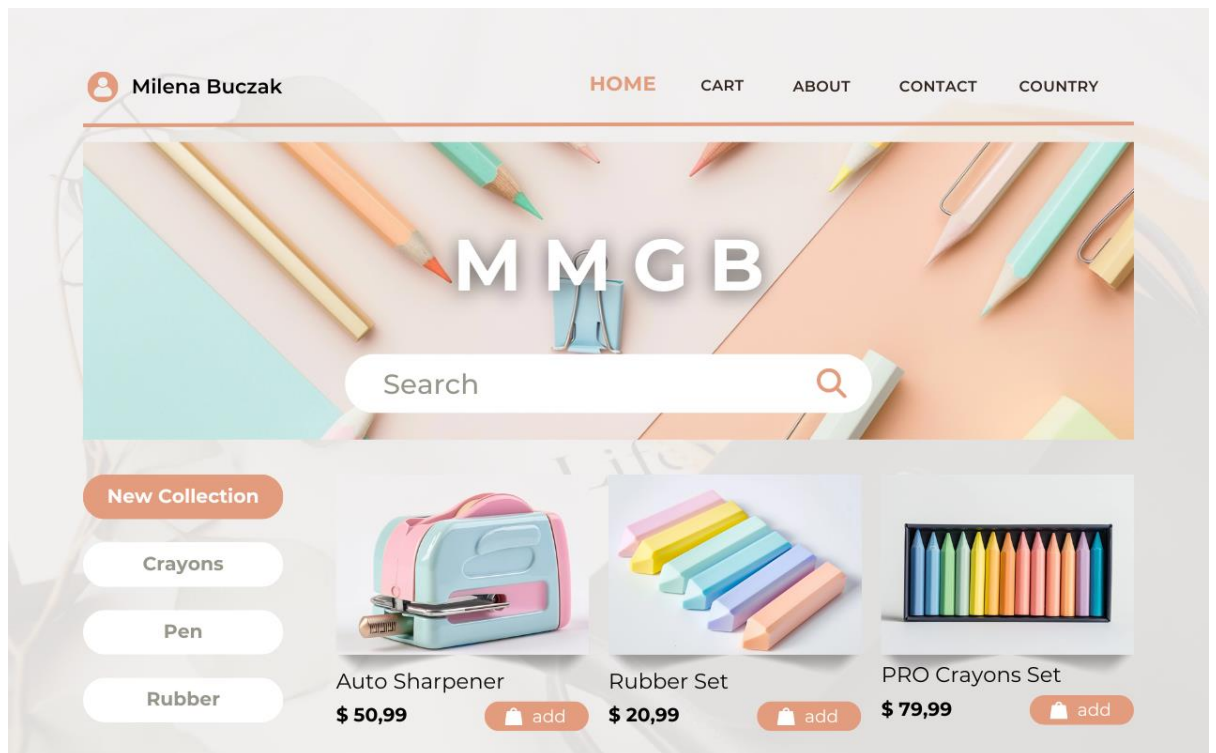 Milena Buczak
HOME CART ABOUT CONTACT COUNTRY
M M G B
Search
New Collection
Crayons
Pen
Rubber
Auto Sharpener
$ 50,99
add
Rubber Set
$ 20,99
add
PRO Crayons Set
$ 79,99
add